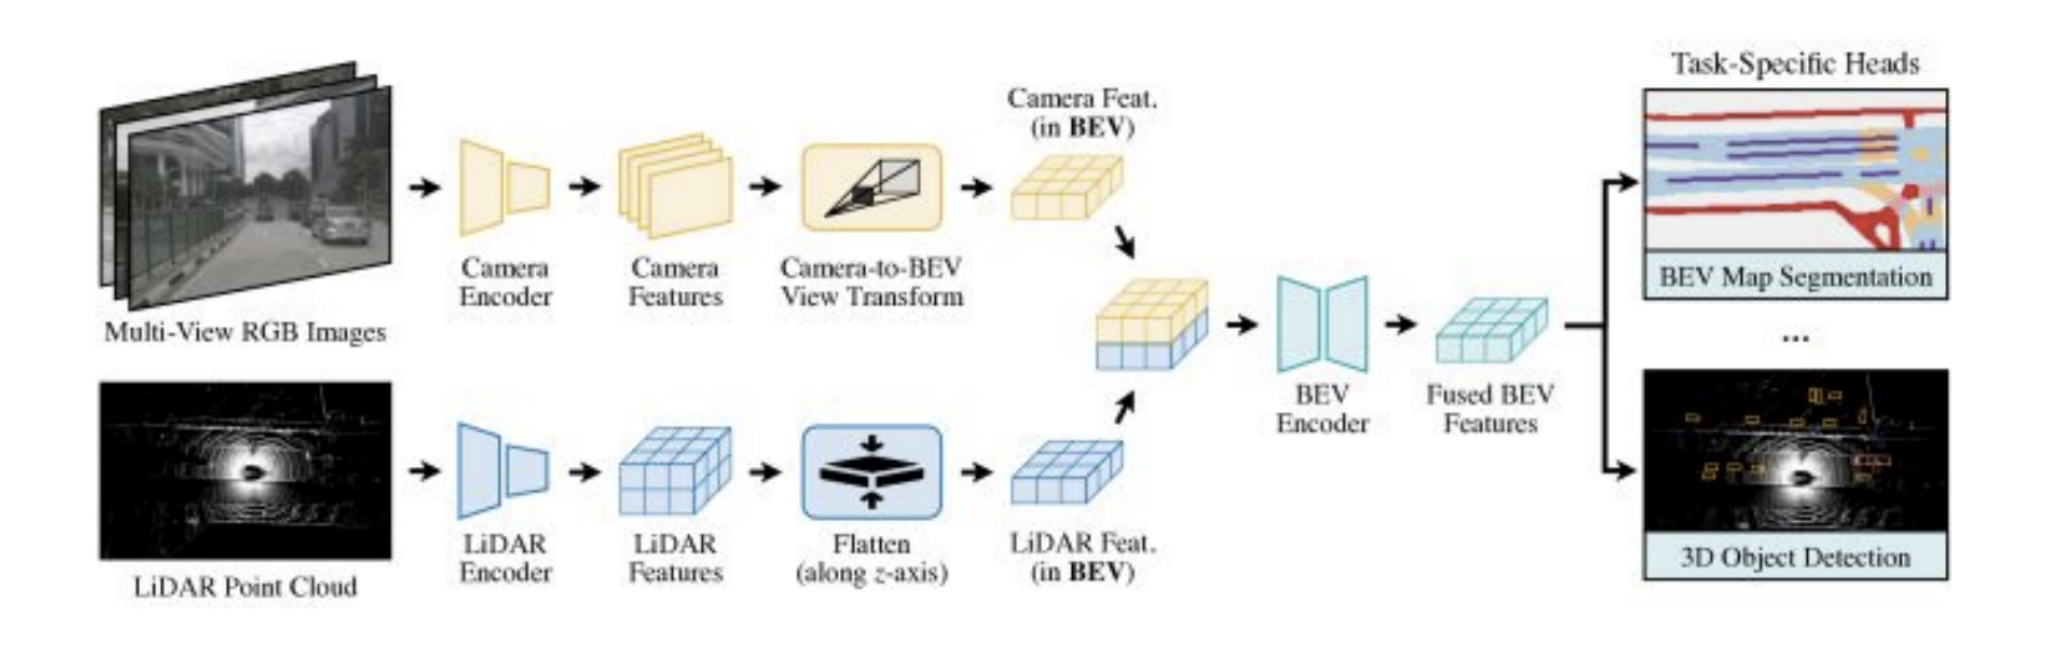 Task-Specific Heads
Camera Feat.
(in BEV)
Camera
Encoder
Camera
Features
Camera-to-BEV
View Transform
Multi-View RGB Images
BEV Map Segmentation
...
BEV
Encoder
Fused BEV
Features
LiDAR
Encoder
LiDAR
Features
Flatten
(along z-axis)
LiDAR Feat.
(in BEV)
3D Object Detection
LiDAR Point Cloud